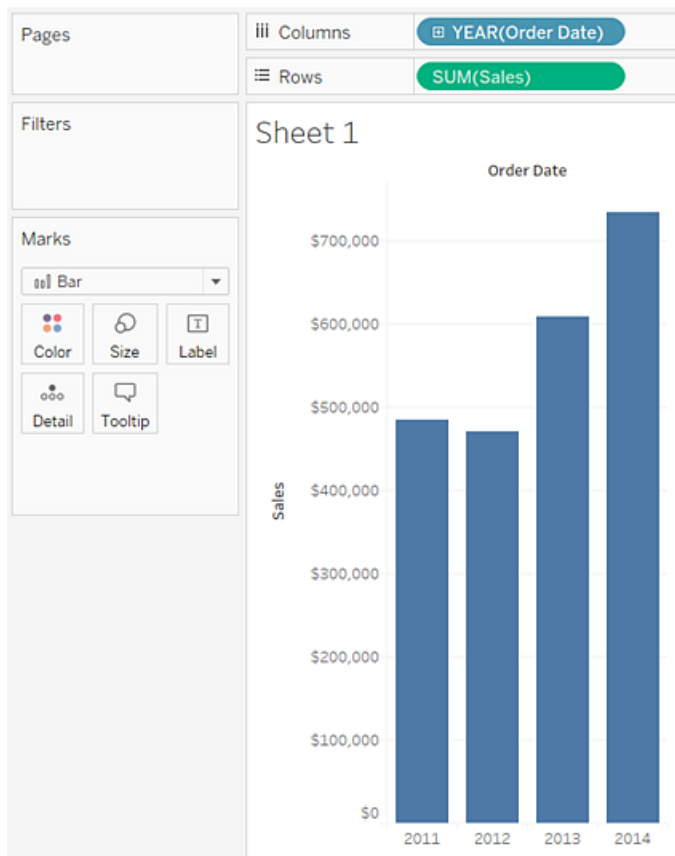 Pages
Columns
YEAR(Order Date)
Rows
SUM(Sales)
Filters
Marks
Bar
Color
Size
T
Label
Detail
Tooltip
Sheet 1
Order Date
Sales
$700,000
$600,000
$500,000
$400,000
$300,000
$200,000
$100,000
$0
2011 2012 2013 2014